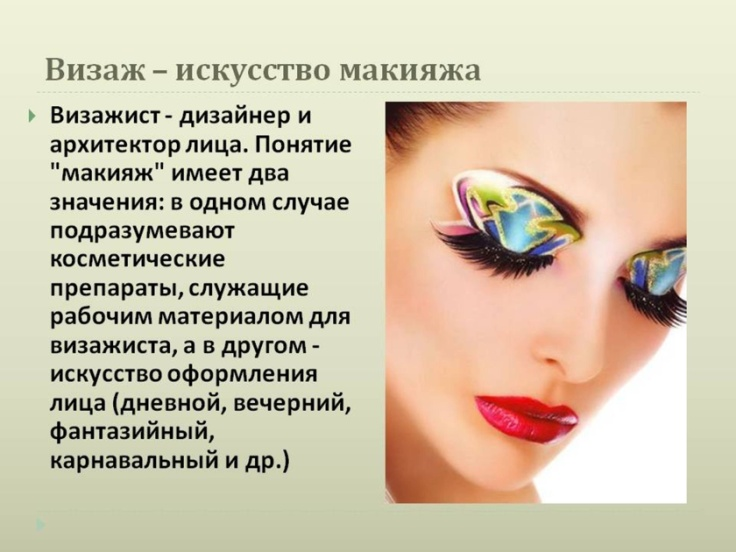 Визаж – искусство макияжа
Визажист - дизайнер и
архитектор лица. Понятие
"макияж" имеет два
значения: в одном случае
подразумевают
косметические
препараты, служащие
рабочим материалом для
визажиста, а в другом -
искусство оформления
лица (дневной, вечерний,
фантазийный,
карнавальный и др.)